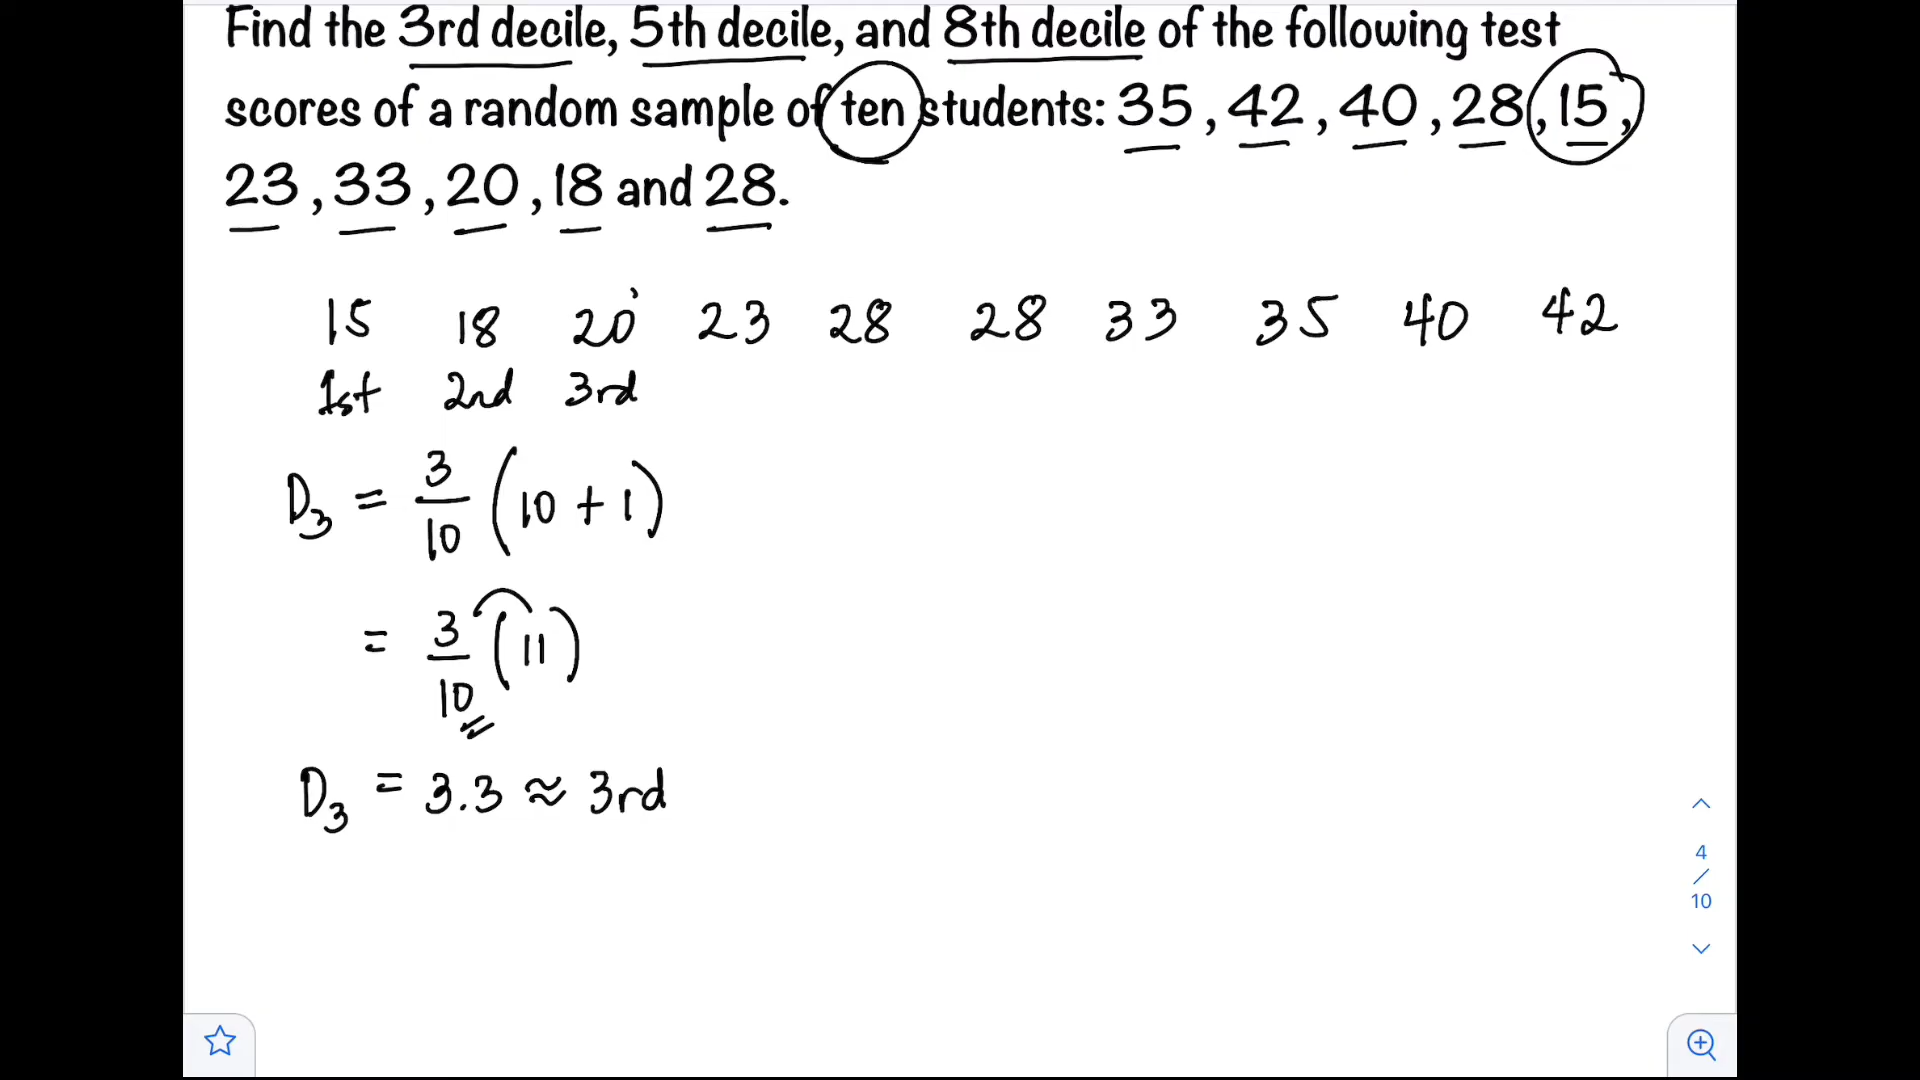 Find the 3rd decile, 5th decile, and 8th decile of the following test
scores of a random sample of ten students: 35, 42, 40, 28, 15,
23, 33, 20, 18 and 28.
15 18 20 23 28 28 33 35 40 42
1st 2nd 3rd
D₃ = 3/10 (10 + 1)
= 3/10 (11)
D₃ = 3.3 ≈ 3rd
4
/
10